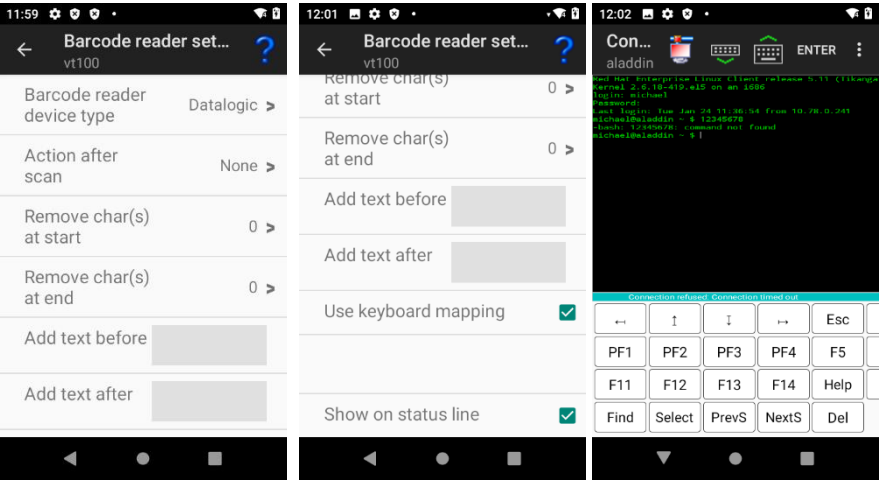 11:59
Barcode reader set...
vt100
?
Barcode reader
device type
Datalogic >
Action after
scan
None >
Remove char(s)
at start
0 >
Remove char(s)
at end
0 >
Add text before
Add text after
12:01
Barcode reader set...
vt100
?
Remove char(s)
at start
0 >
Remove char(s)
at end
0 >
Add text before
Add text after
Use keyboard mapping
Show on status line
12:02
Con...
aladdin
ENTER
Red Hat Enterprise Linux Client release 5.11 (Tikanga
Kernel 2.6.18-419.el5 on an i686
login: michael
Password:
Last login: Tue Jan 24 11:36:54 from 10.78.0.241
michael@aladdin ~ $ 12345678
-bash: 12345678: command not found
michael@aladdin ~ $
Connection refused: Connection timed out
← ↑ ↓ → Esc
PF1 PF2 PF3 PF4 F5
F11 F12 F13 F14 Help
Find Select PrevS NextS Del